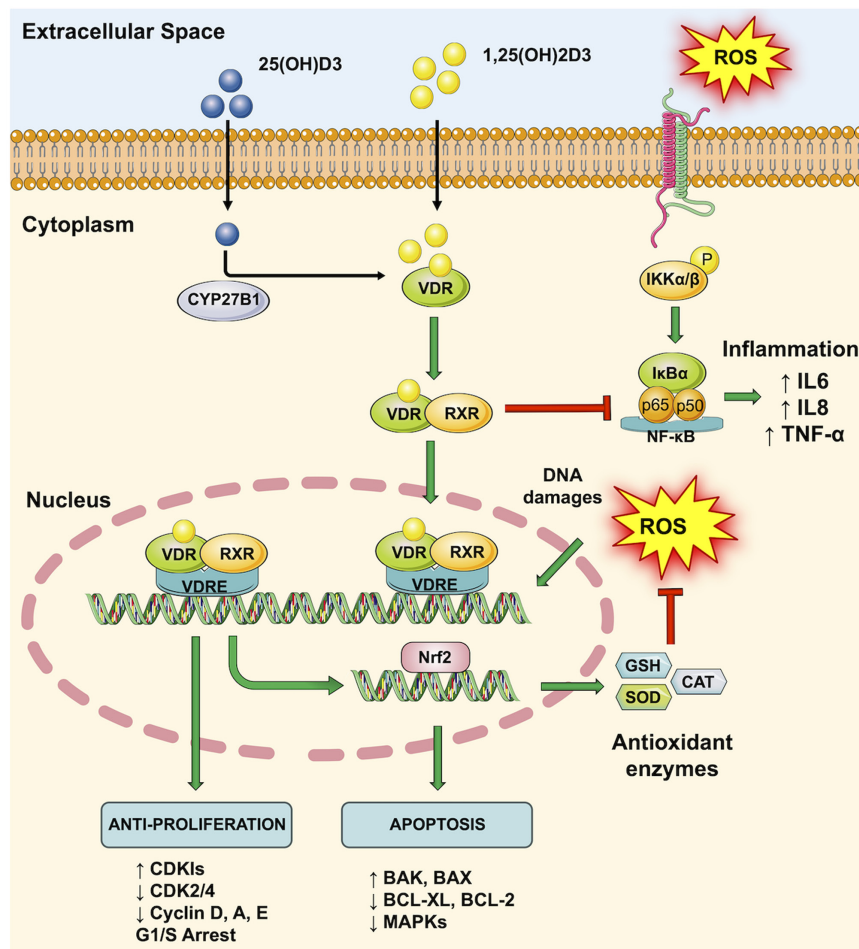 Extracellular Space
25(OH)D3
1,25(OH)2D3
ROS
Cytoplasm
CYP27B1
VDR
P
IKKα/β
Inflammation
↑ IL6
↑ IL8
↑ TNF-α
IκBα
p65 p50
NF-κB
VDR RXR
Nucleus
DNA
damages
ROS
VDR RXR
VDRE
VDR RXR
VDRE
Nrf2
GSH
CAT
SOD
Antioxidant
enzymes
ANTI-PROLIFERATION
↑ CDKIs
↓ CDK2/4
↓ Cyclin D, A, E
G1/S Arrest
APOPTOSIS
↑ BAK, BAX
↓ BCL-XL, BCL-2
↓ MAPKs